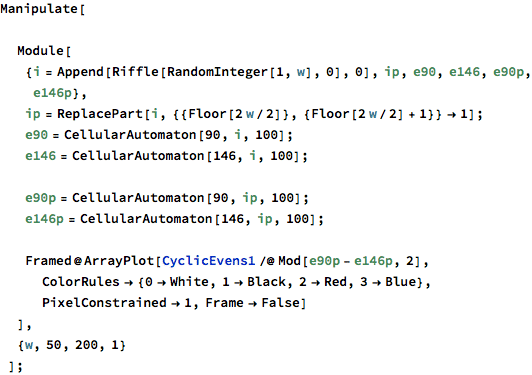 Manipulate[
Module[
{i = Append[Riffle[RandomInteger[1, w], 0], 0], ip, e90, e146, e90p,
e146p},
ip = ReplacePart[i, {{Floor[2 w / 2]}, {Floor[2 w / 2] + 1}} → 1];
e90 = CellularAutomaton[90, i, 100];
e146 = CellularAutomaton[146, i, 100];
e90p = CellularAutomaton[90, ip, 100];
e146p = CellularAutomaton[146, ip, 100];
Framed@ArrayPlot[CyclicEvens1 /@ Mod[e90p - e146p, 2],
ColorRules → {0 → White, 1 → Black, 2 → Red, 3 → Blue},
PixelConstrained → 1, Frame → False]
],
{w, 50, 200, 1}
];